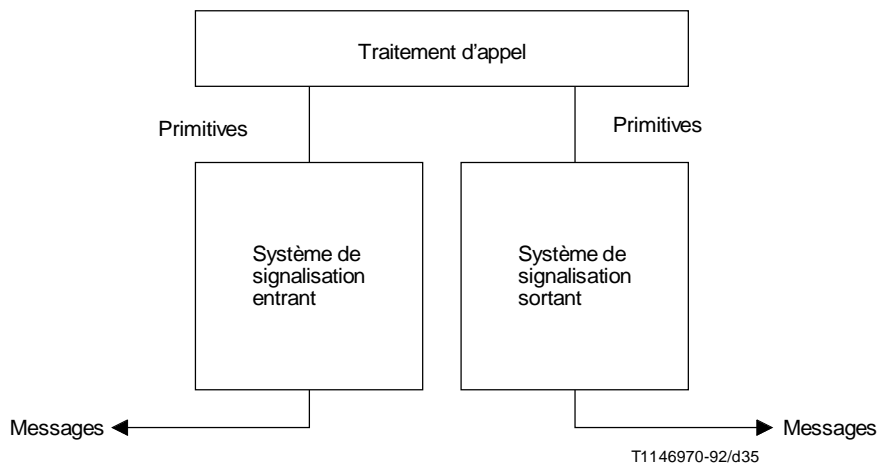 Traitement d'appel
Primitives
Primitives
Système de
signalisation
entrant
Système de
signalisation
sortant
Messages
Messages
T1146970-92/d35